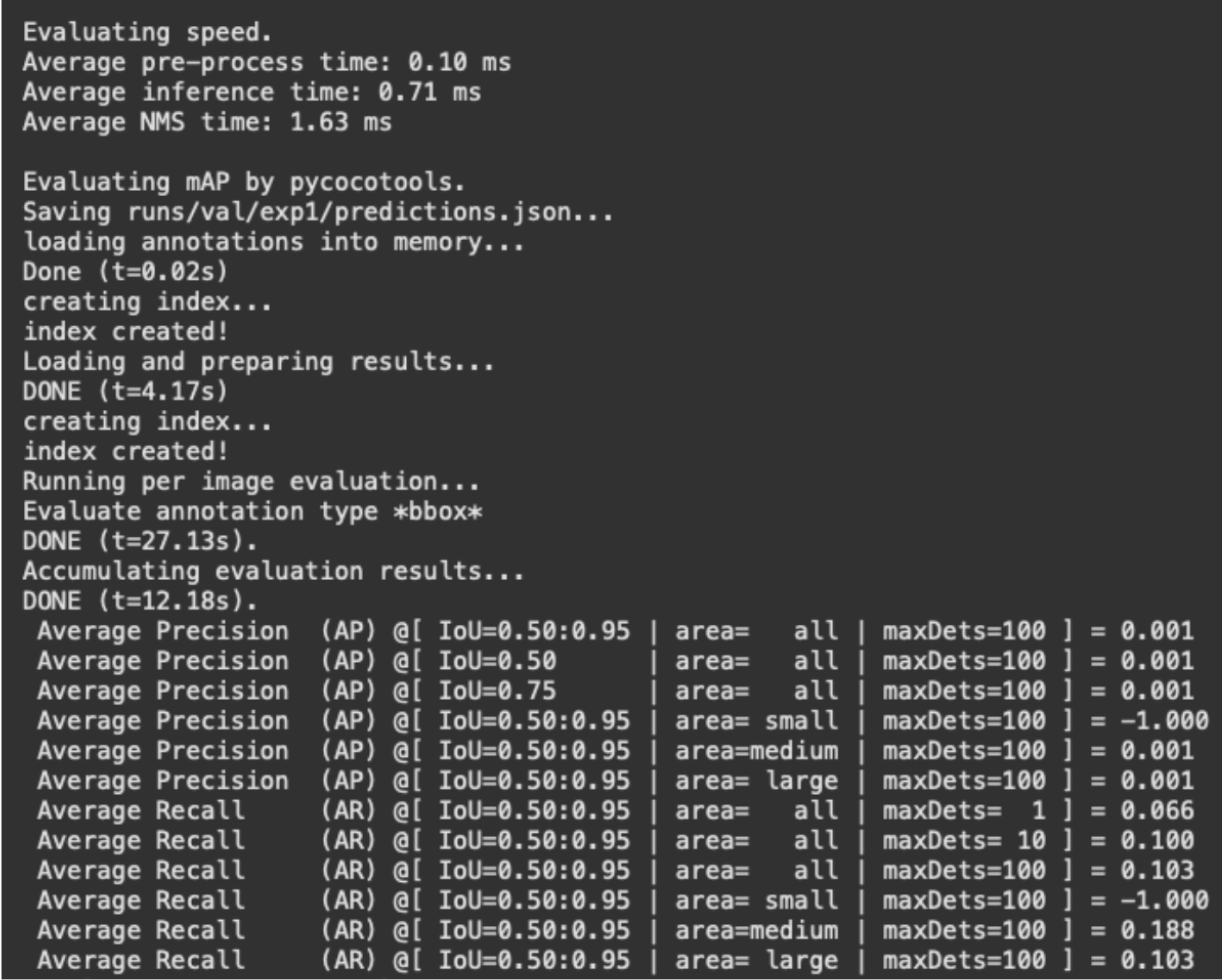 Evaluating speed.
Average pre-process time: 0.10 ms
Average inference time: 0.71 ms
Average NMS time: 1.63 ms
Evaluating mAP by pycocotools.
Saving runs/val/exp1/predictions.json...
loading annotations into memory...
Done (t=0.02s)
creating index...
index created!
Loading and preparing results...
DONE (t=4.17s)
creating index...
index created!
Running per image evaluation...
Evaluate annotation type *bbox*
DONE (t=27.13s).
Accumulating evaluation results...
DONE (t=12.18s).
 Average Precision  (AP) @[ IoU=0.50:0.95 | area=   all | maxDets=100 ] = 0.001
 Average Precision  (AP) @[ IoU=0.50      | area=   all | maxDets=100 ] = 0.001
 Average Precision  (AP) @[ IoU=0.75      | area=   all | maxDets=100 ] = 0.001
 Average Precision  (AP) @[ IoU=0.50:0.95 | area= small | maxDets=100 ] = -1.000
 Average Precision  (AP) @[ IoU=0.50:0.95 | area=medium | maxDets=100 ] = 0.001
 Average Precision  (AP) @[ IoU=0.50:0.95 | area= large | maxDets=100 ] = 0.001
 Average Recall     (AR) @[ IoU=0.50:0.95 | area=   all | maxDets=  1 ] = 0.066
 Average Recall     (AR) @[ IoU=0.50:0.95 | area=   all | maxDets= 10 ] = 0.100
 Average Recall     (AR) @[ IoU=0.50:0.95 | area=   all | maxDets=100 ] = 0.103
 Average Recall     (AR) @[ IoU=0.50:0.95 | area= small | maxDets=100 ] = -1.000
 Average Recall     (AR) @[ IoU=0.50:0.95 | area=medium | maxDets=100 ] = 0.188
 Average Recall     (AR) @[ IoU=0.50:0.95 | area= large | maxDets=100 ] = 0.103